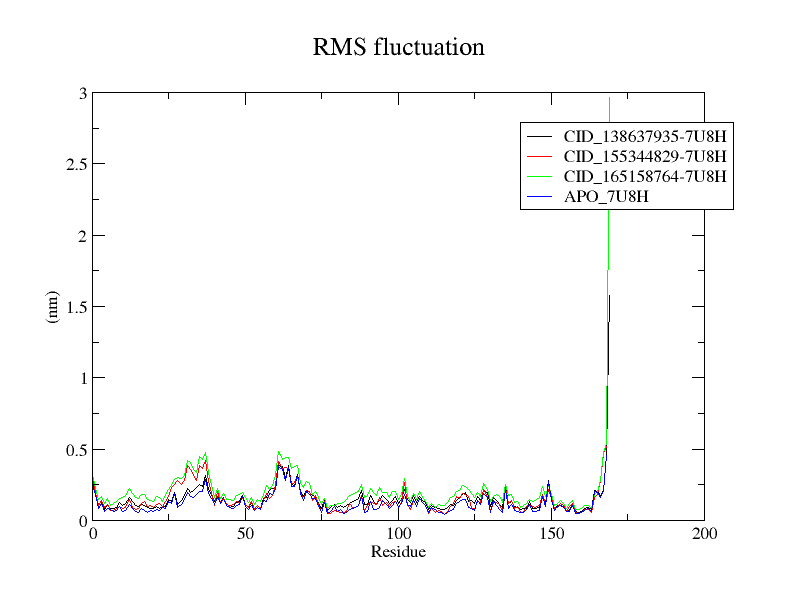 RMS fluctuation
3
2.5
2
1.5
1
0.5
0
(nm)
CID_138637935-7U8H
CID_155344829-7U8H
CID_165158764-7U8H
APO_7U8H
0 50 100 150 200
Residue